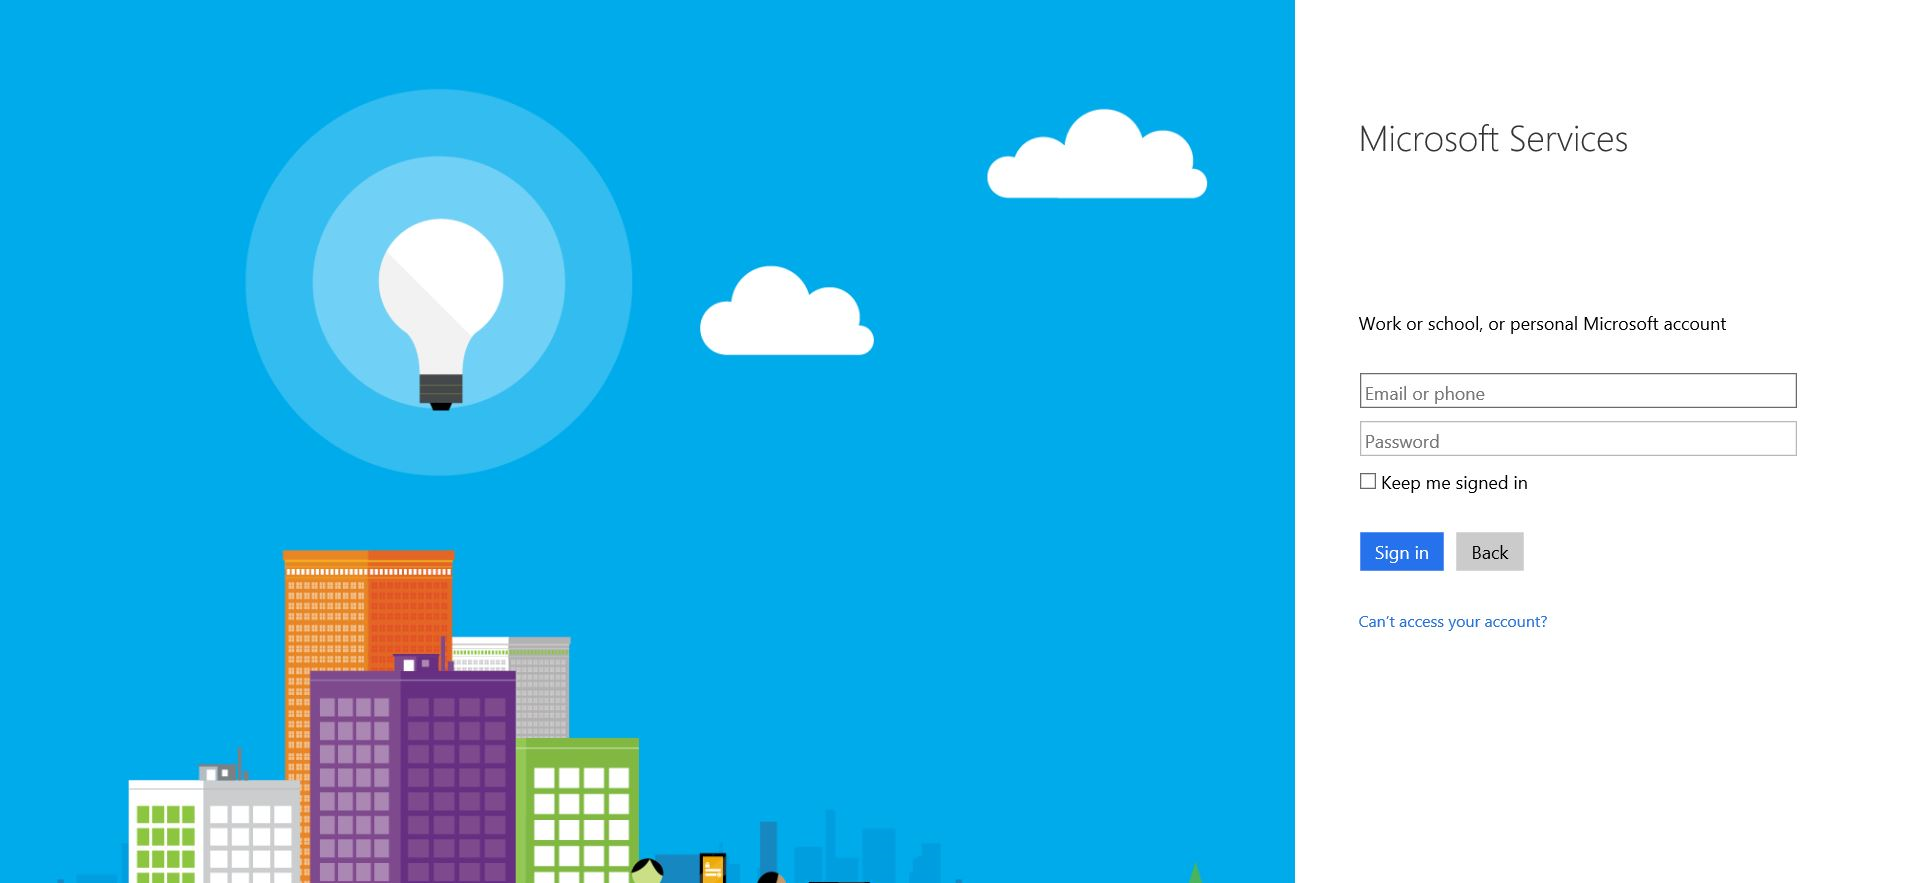 Microsoft Services
Work or school, or personal Microsoft account
Email or phone
Password
Keep me signed in
Sign in
Back
Can't access your account?